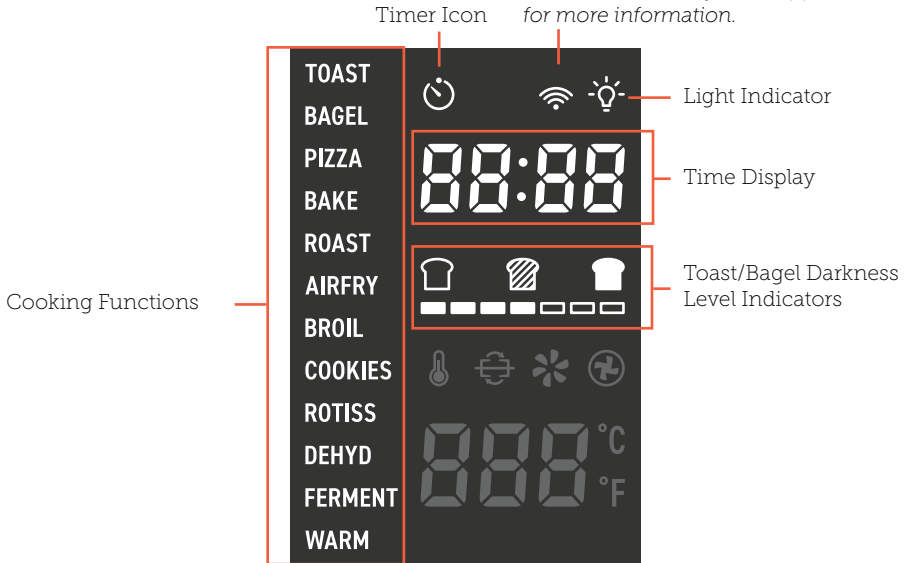 Timer Icon
for more information.
TOAST
BAGEL
PIZZA
BAKE
ROAST
AIRFRY
BROIL
COOKIES
ROTISS
DEHYD
FERMENT
WARM
88:88
888
°C
°F
Light Indicator
Time Display
Toast/Bagel Darkness
Level Indicators
Cooking Functions